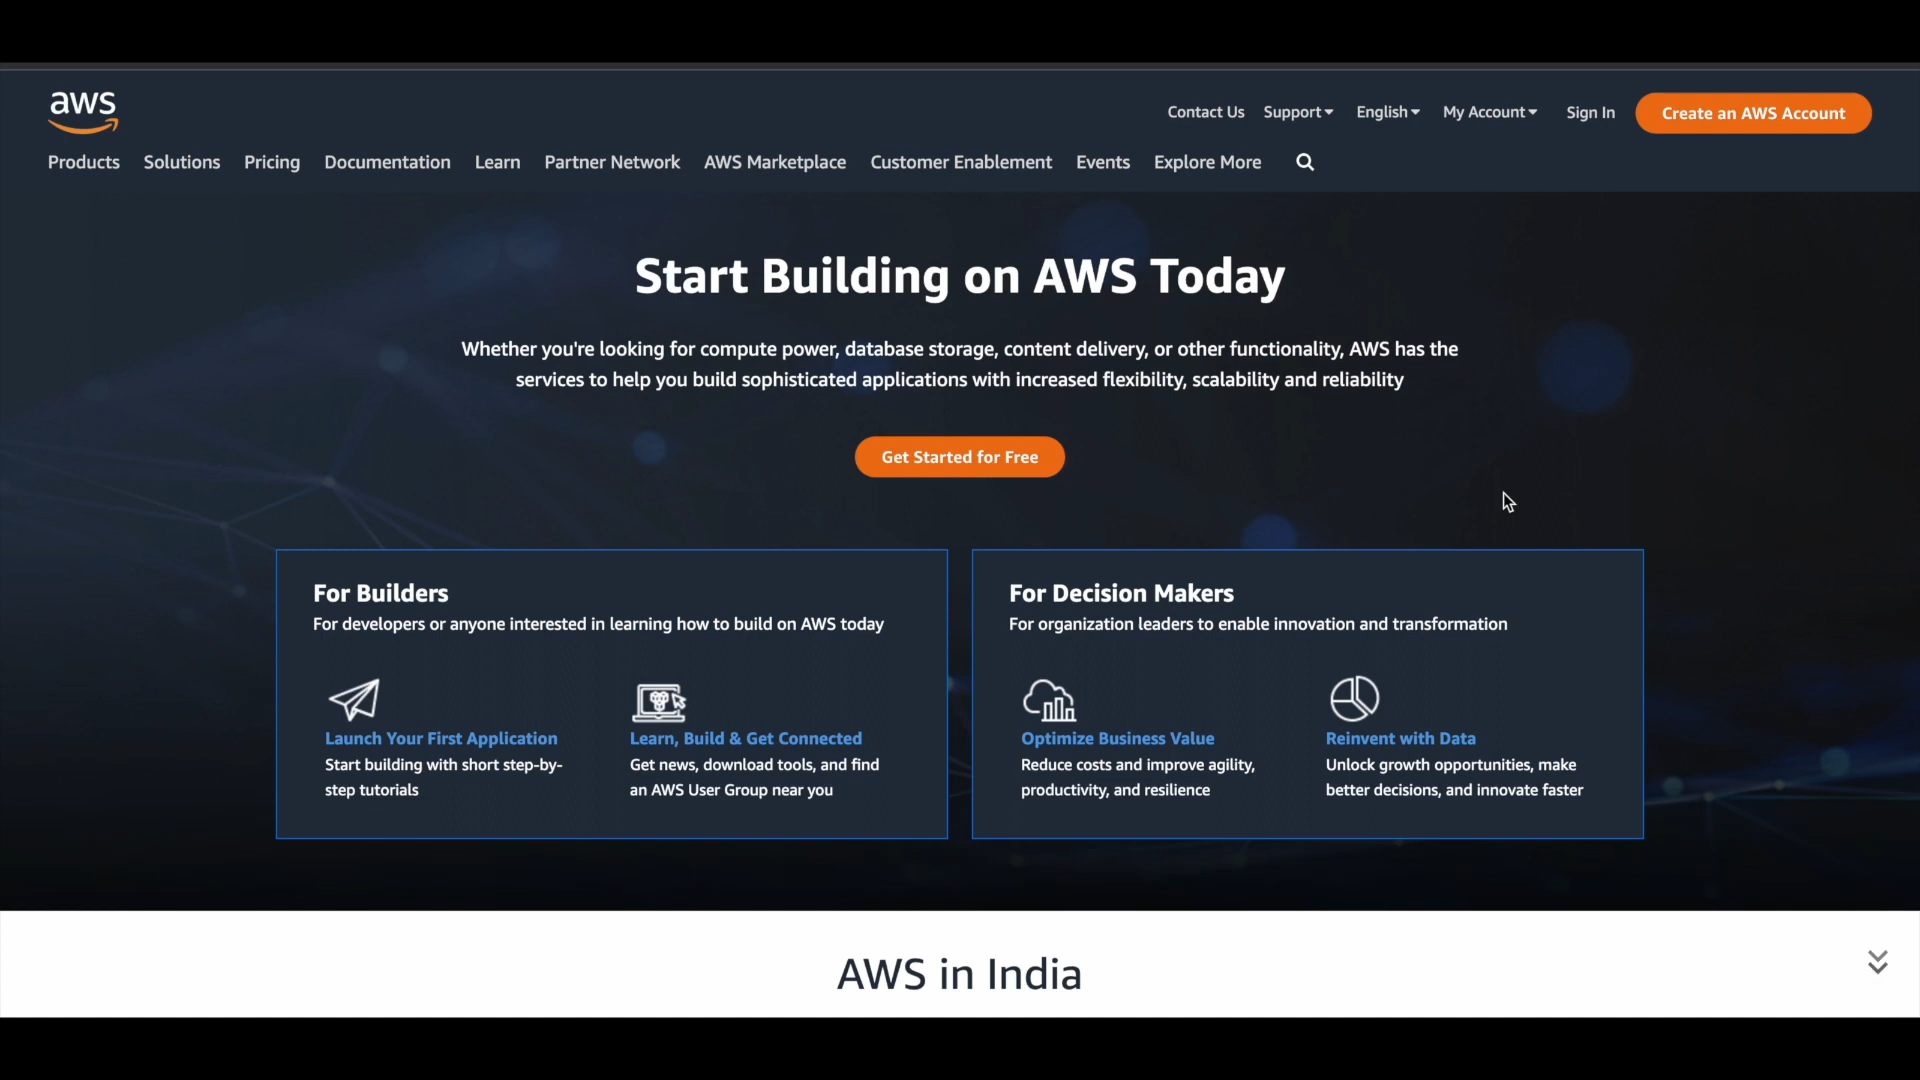 aws
Contact Us Support English My Account Sign In Create an AWS Account
Products Solutions Pricing Documentation Learn Partner Network AWS Marketplace Customer Enablement Events Explore More
Start Building on AWS Today
Whether you're looking for compute power, database storage, content delivery, or other functionality, AWS has the
services to help you build sophisticated applications with increased flexibility, scalability and reliability
Get Started for Free
For Builders
For developers or anyone interested in learning how to build on AWS today
Launch Your First Application
Start building with short step-by-
step tutorials
Learn, Build & Get Connected
Get news, download tools, and find
an AWS User Group near you
For Decision Makers
For organization leaders to enable innovation and transformation
Optimize Business Value
Reduce costs and improve agility,
productivity, and resilience
Reinvent with Data
Unlock growth opportunities, make
better decisions, and innovate faster
AWS in India